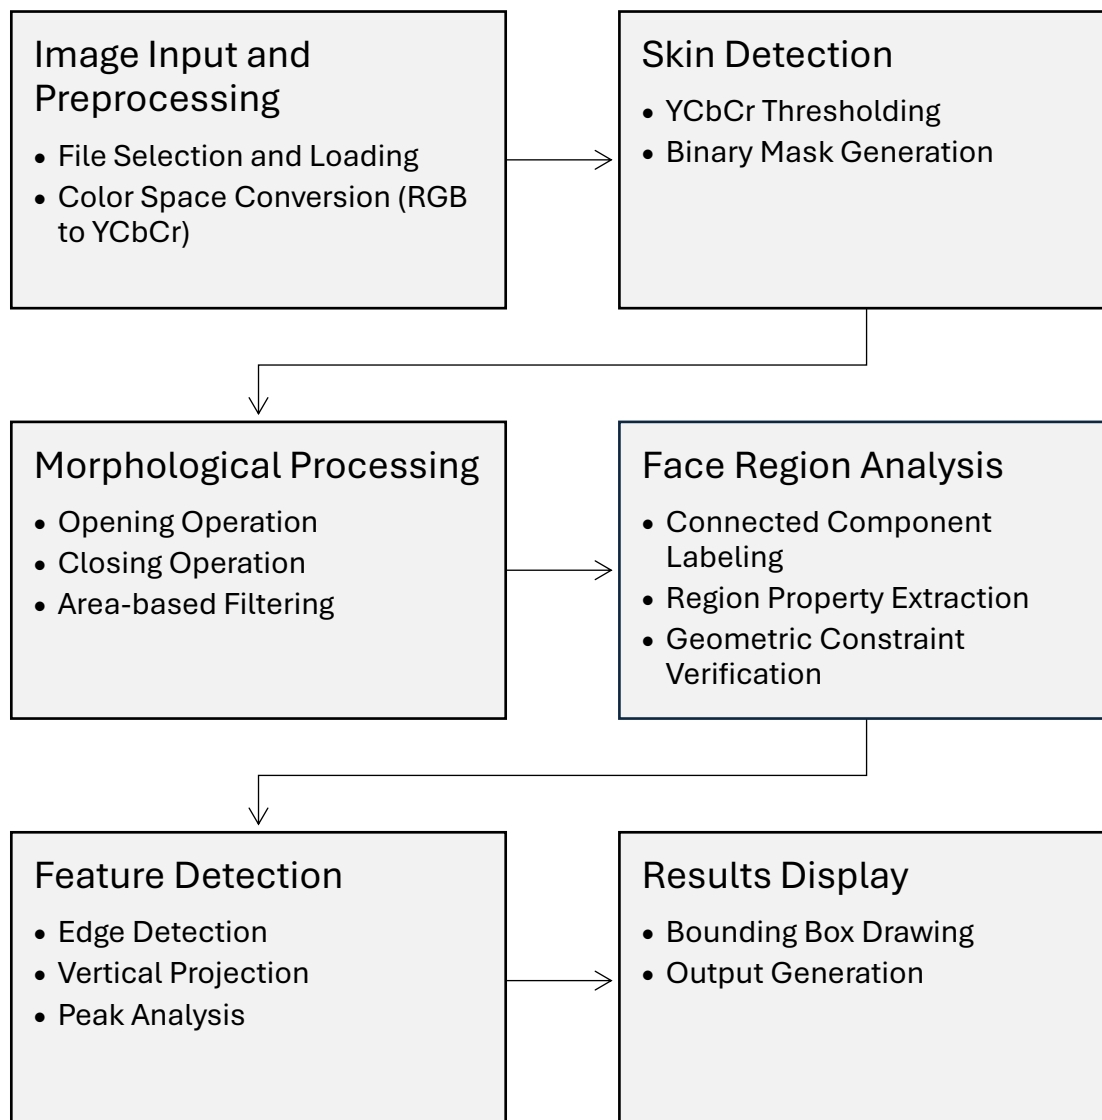 Image Input and
Preprocessing
• File Selection and Loading
• Color Space Conversion (RGB
to YCbCr)
Skin Detection
• YCbCr Thresholding
• Binary Mask Generation
Morphological Processing
• Opening Operation
• Closing Operation
• Area-based Filtering
Face Region Analysis
• Connected Component
Labeling
• Region Property Extraction
• Geometric Constraint
Verification
Feature Detection
• Edge Detection
• Vertical Projection
• Peak Analysis
Results Display
• Bounding Box Drawing
• Output Generation